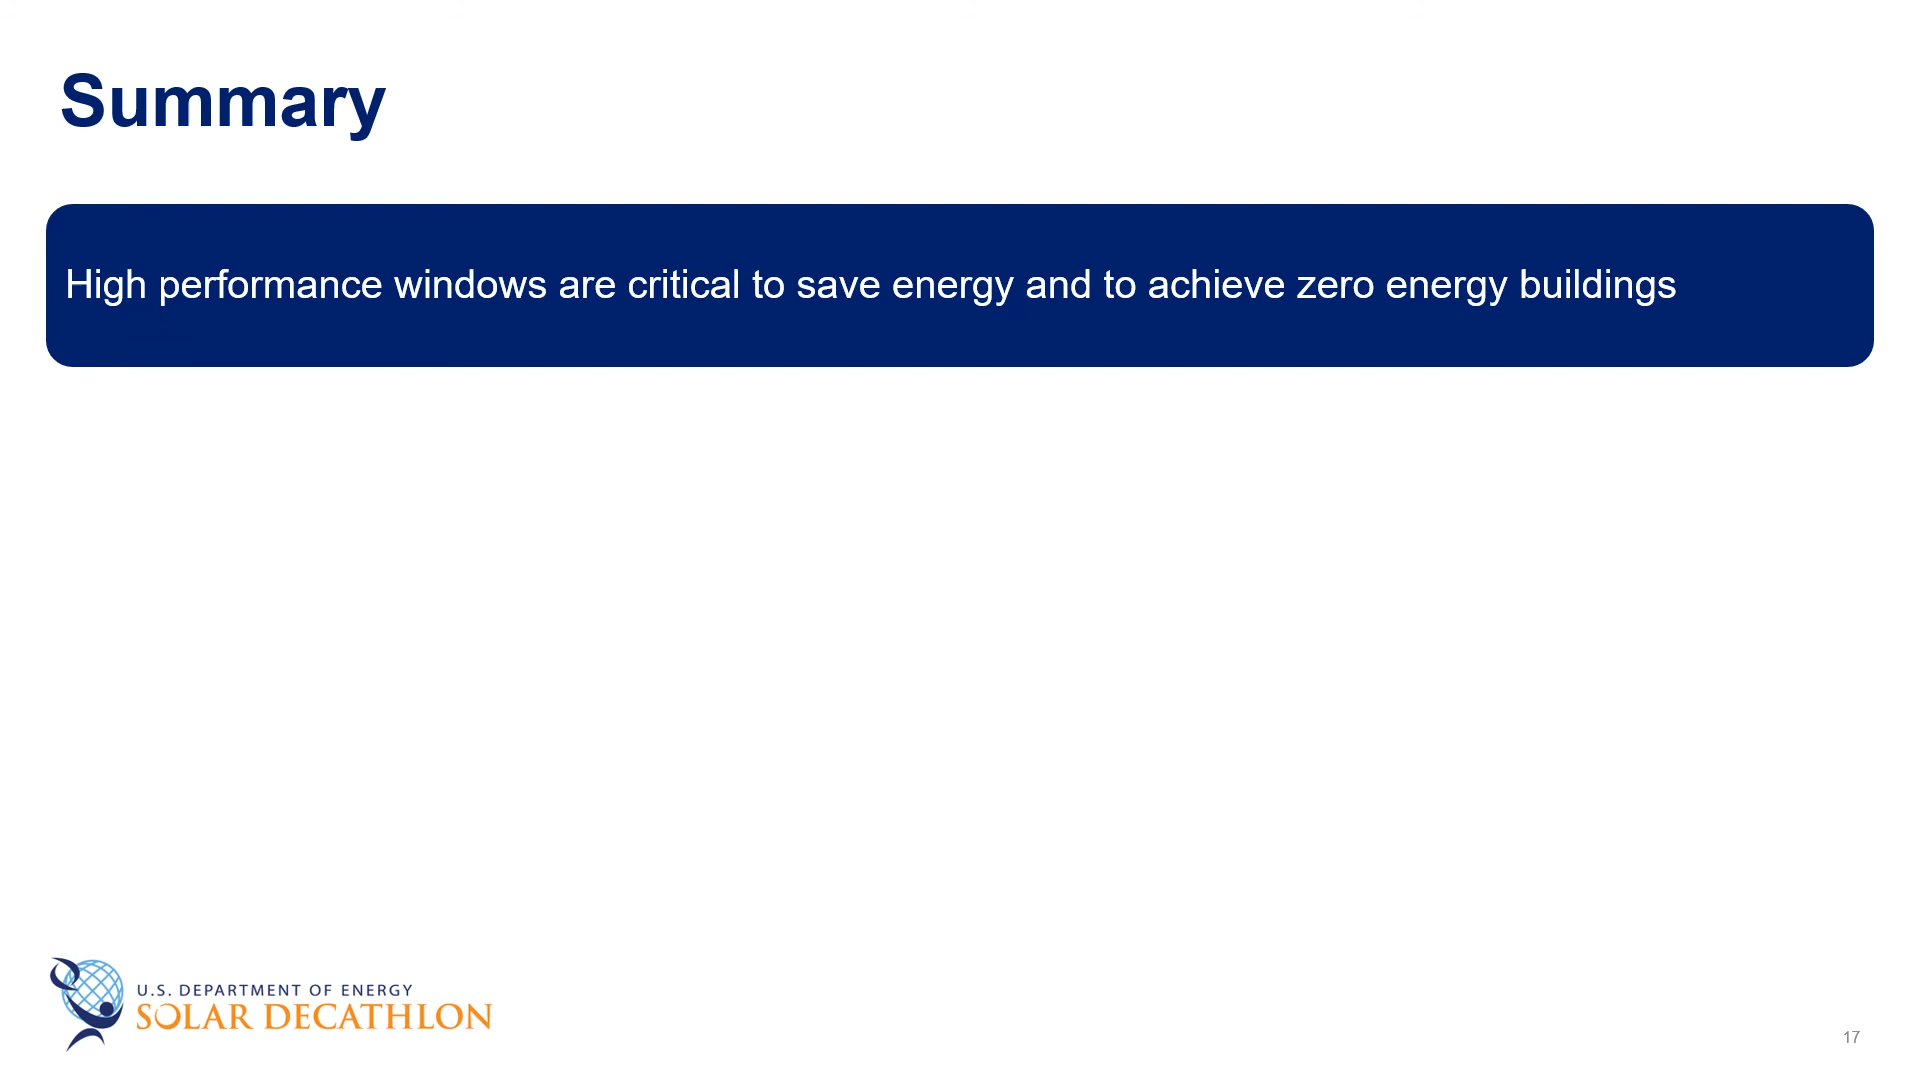 Summary
High performance windows are critical to save energy and to achieve zero energy buildings
U.S. DEPARTMENT OF ENERGY
SOLAR DECATHLON
17